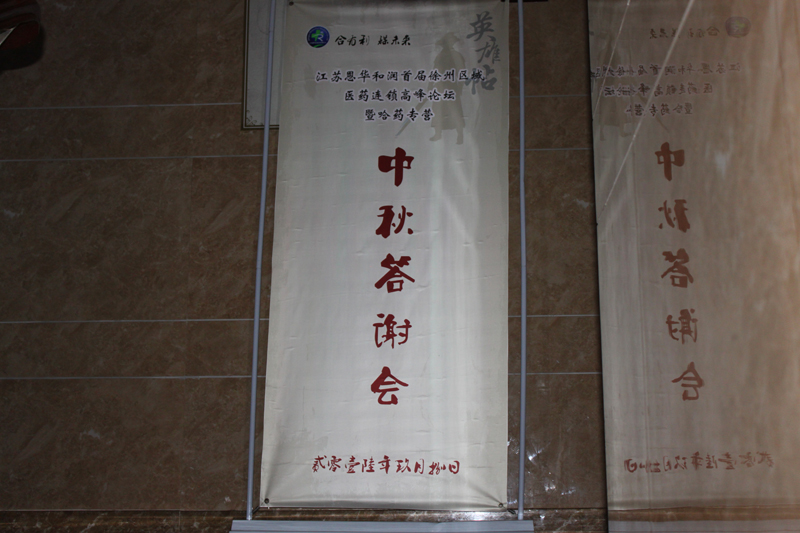 英雄帖
合有利 谋未来
江苏恩华和润首届徐州区域
医药连锁高峰论坛
暨哈药专营
中秋答谢会
贰零壹陆年玖月捌日